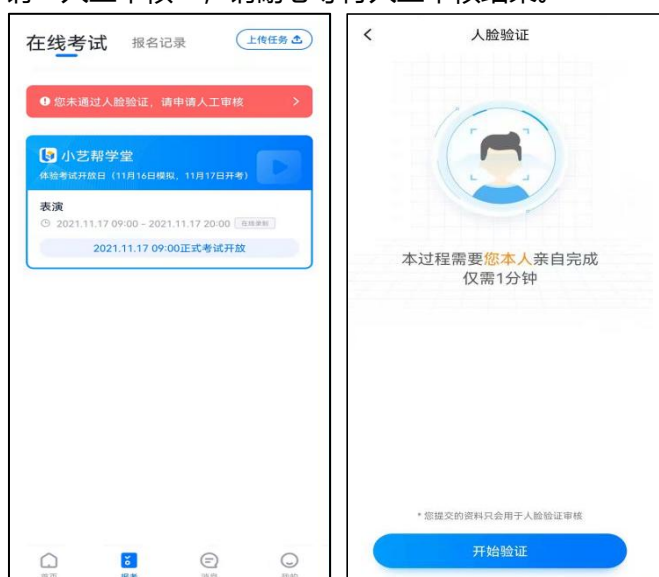 在线考试 报名记录 上传任务
您未通过人脸验证，请申请人工审核
小艺帮学堂
体验考试开放日（11月16日模拟，11月17日开考）
表演
2021.11.17 09:00 - 2021.11.17 20:00 在线录制
2021.11.17 09:00正式考试开放
人脸验证
本过程需要您本人亲自完成
仅需1分钟
* 您提交的资料只会用于人脸验证审核
开始验证